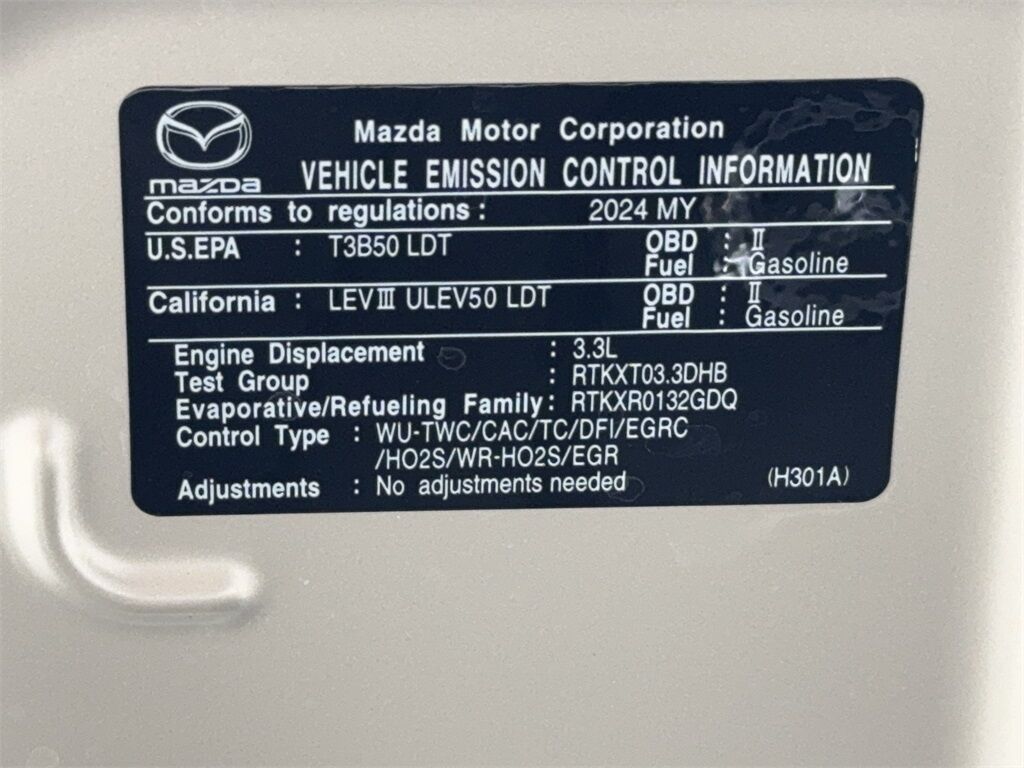 mazda
Mazda Motor Corporation
VEHICLE EMISSION CONTROL INFORMATION
Conforms to regulations : 2024 MY
U.S.EPA : T3B50 LDT OBD : Ⅱ
Fuel : Gasoline
California : LEVⅢ ULEV50 LDT OBD : Ⅱ
Fuel : Gasoline
Engine Displacement : 3.3L
Test Group : RTKXT03.3DHB
Evaporative/Refueling Family : RTKXR0132GDQ
Control Type : WU-TWC/CAC/TC/DFI/EGRC
/HO2S/WR-HO2S/EGR
Adjustments : No adjustments needed (H301A)